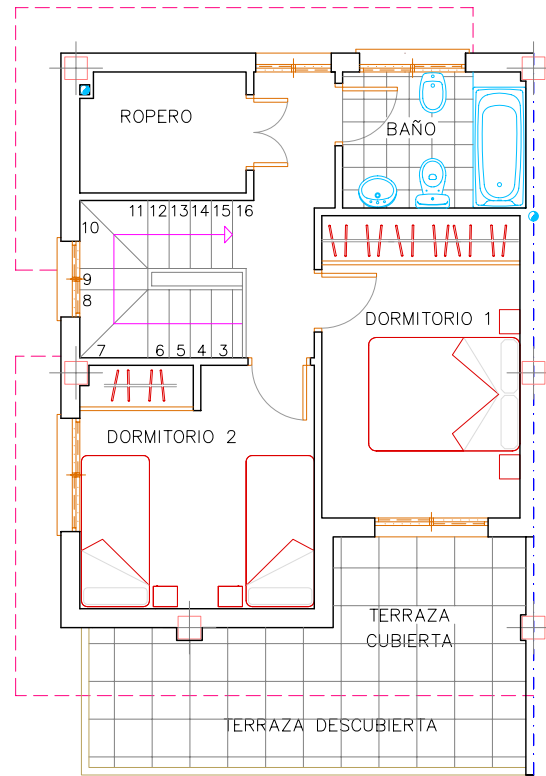 ROPERO
BAÑO
11 12 13 14 15 16
10
9
8
7 6 5 4 3
DORMITORIO 1
DORMITORIO 2
TERRAZA
CUBIERTA
TERRAZA DESCUBIERTA